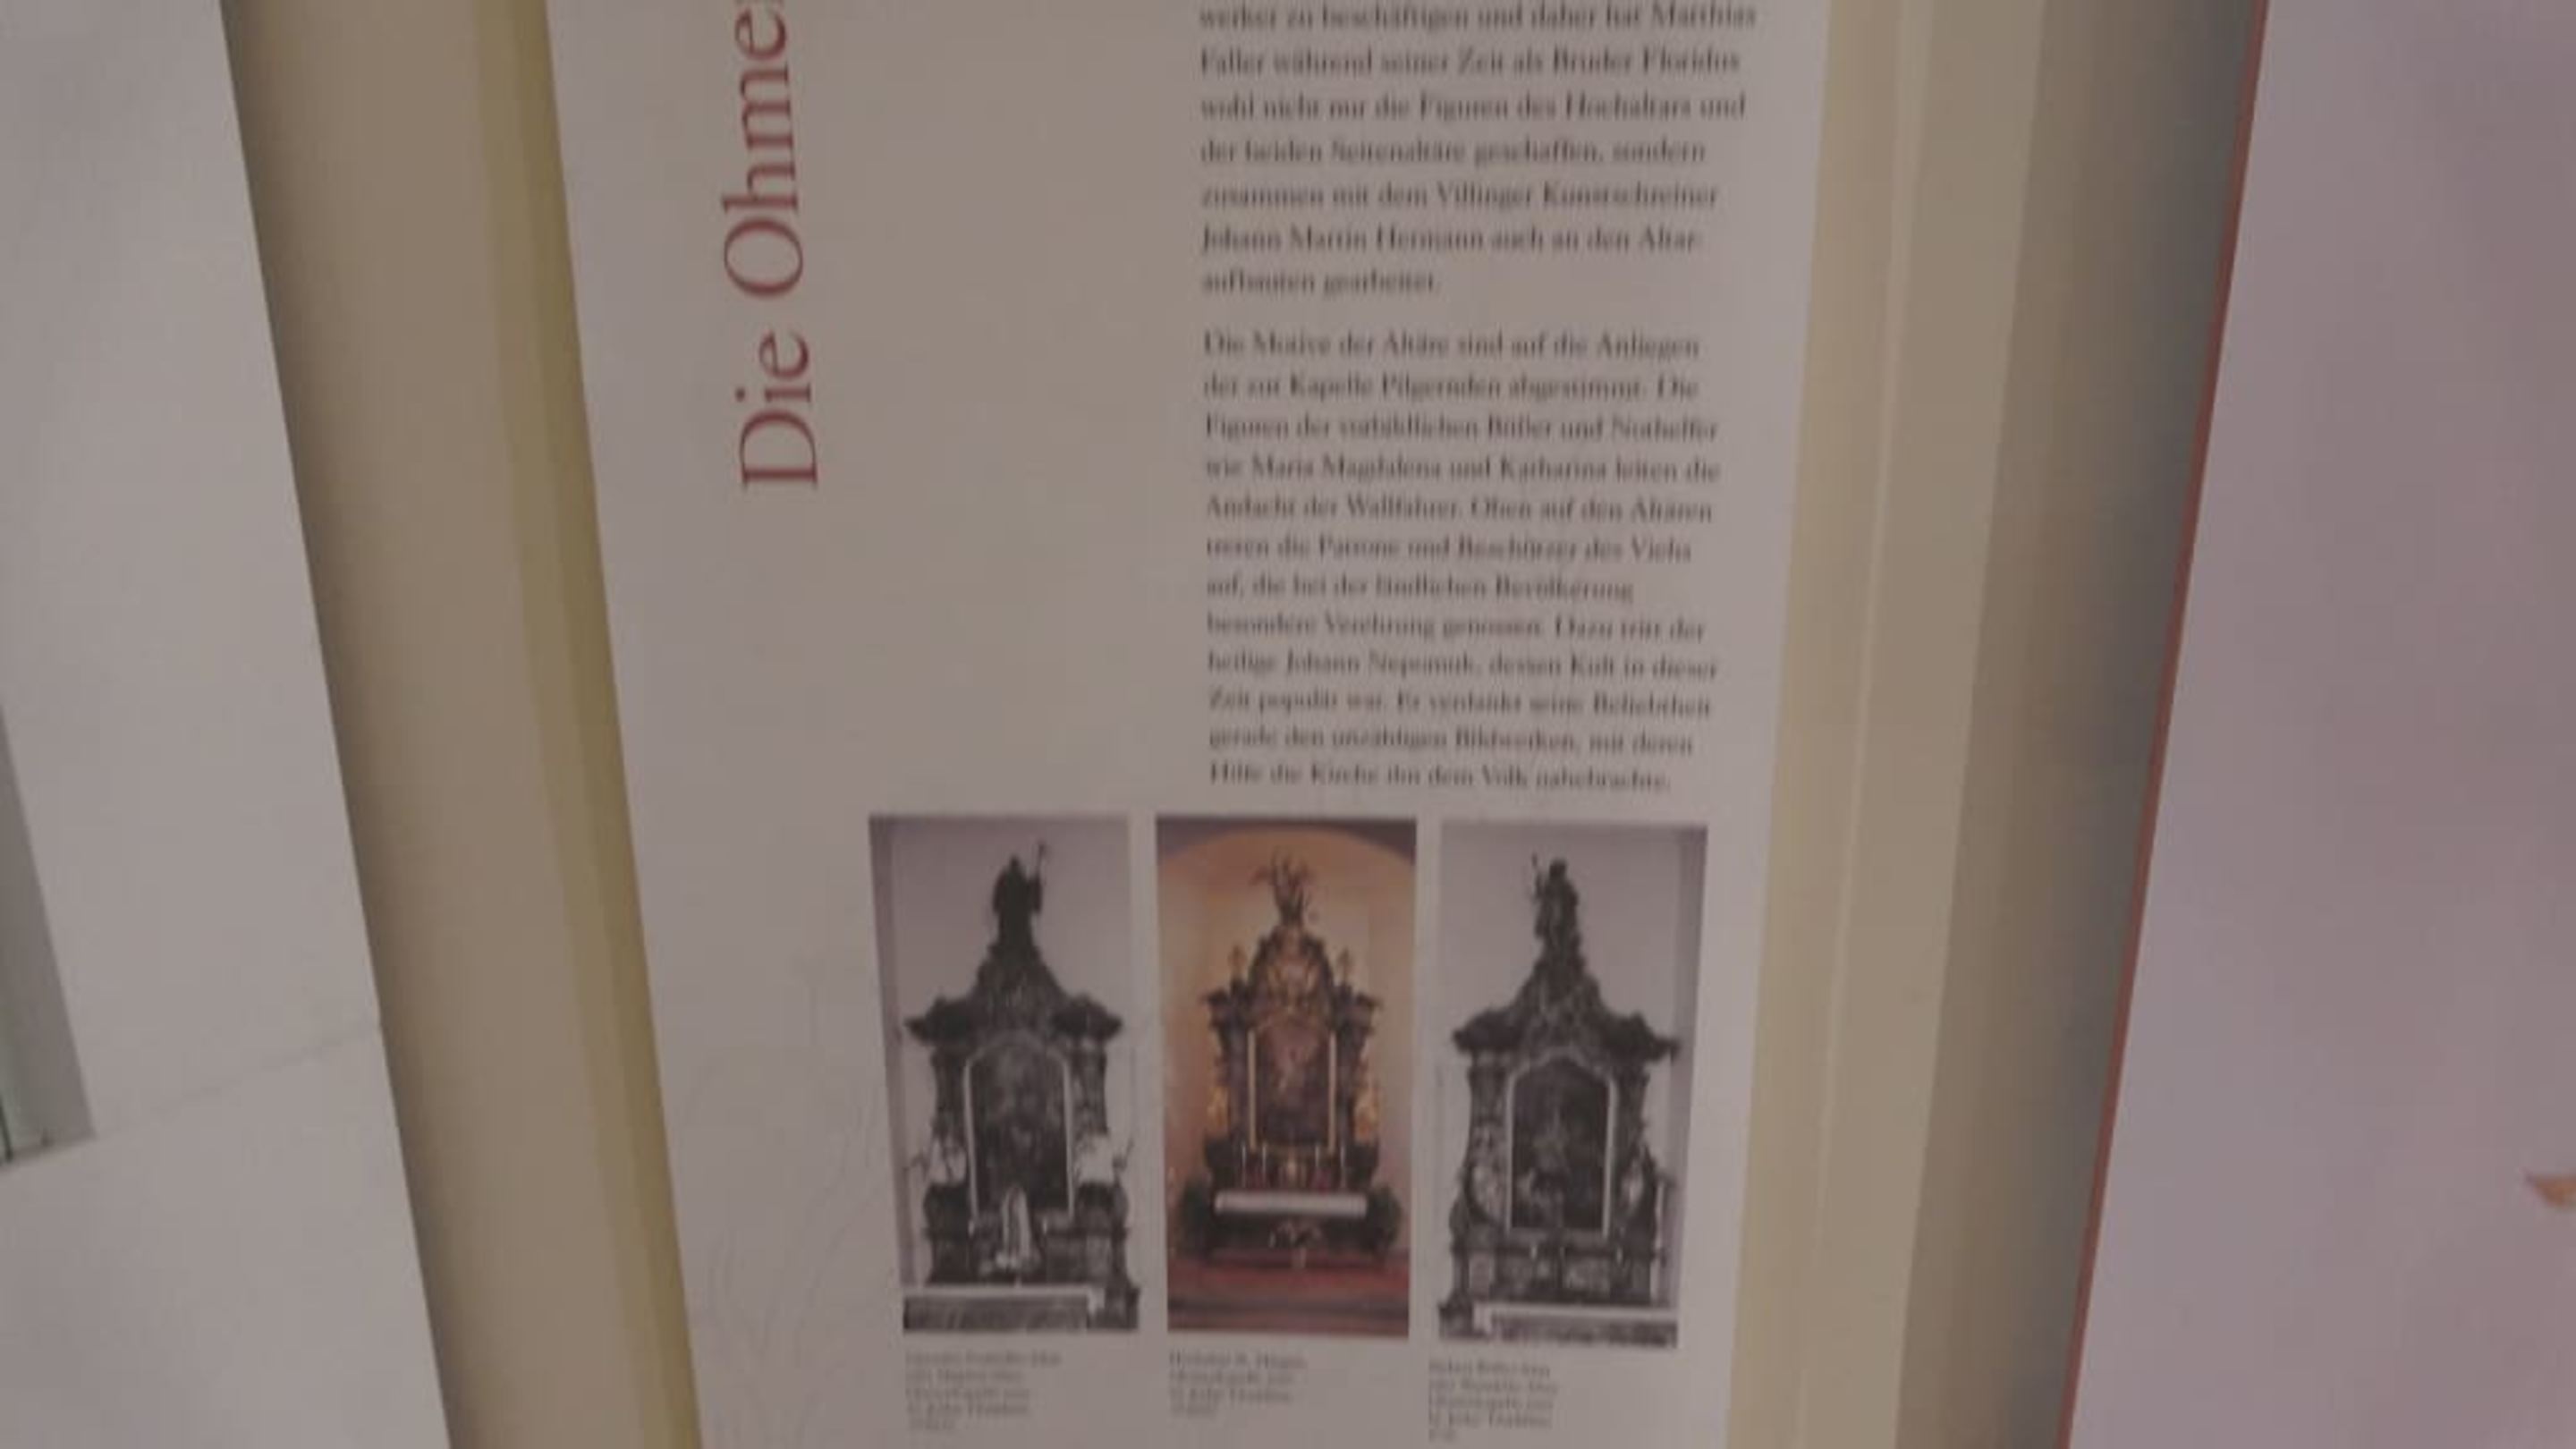 Die Ohme
werker zu beschäftigen und daher hat Matthias
Faller während seiner Zeit als Bruder Floridus
wohl nicht nur die Figuren des Hochaltars und
der beiden Seitenaltäre geschaffen, sondern
zusammen mit dem Villinger Kunstschreiner
Johann Martin Hermann auch an den Altar-
aufbauten gearbeitet.
Die Motive der Altäre sind auf die Anliegen
der zur Kapelle Pilgernden abgestimmt. Die
Figuren der vorbildlichen Büßer und Nothelfer
wie Maria Magdalena und Katharina leiten die
Andacht der Wallfahrer. Oben auf den Altären
treten die Patrone und Beschützer des Viehs
auf, die bei der ländlichen Bevölkerung
besondere Verehrung genossen. Dazu tritt der
heilige Johann Nepomuk, dessen Kult in dieser
Zeit populär war. Er verdankt seine Beliebtheit
gerade den unzähligen Bildwerken, mit deren
Hilfe die Kirche ihn dem Volk nahebrachte.